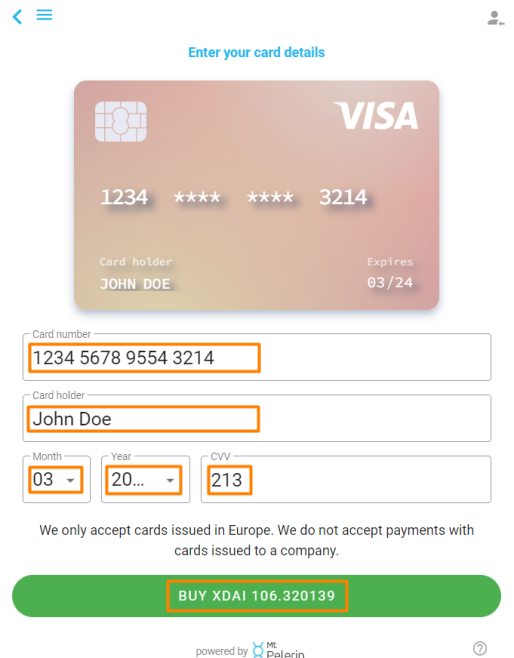 Enter your card details
VISA
1234 **** **** 3214
Card holder
Expires
JOHN DOE
03/24
Card number
1234 5678 9554 3214
Card holder
John Doe
Month
Year
CVV
03
20...
213
We only accept cards issued in Europe. We do not accept payments with
cards issued to a company.
BUY XDAI 106.320139
powered by Mt
Pelerin